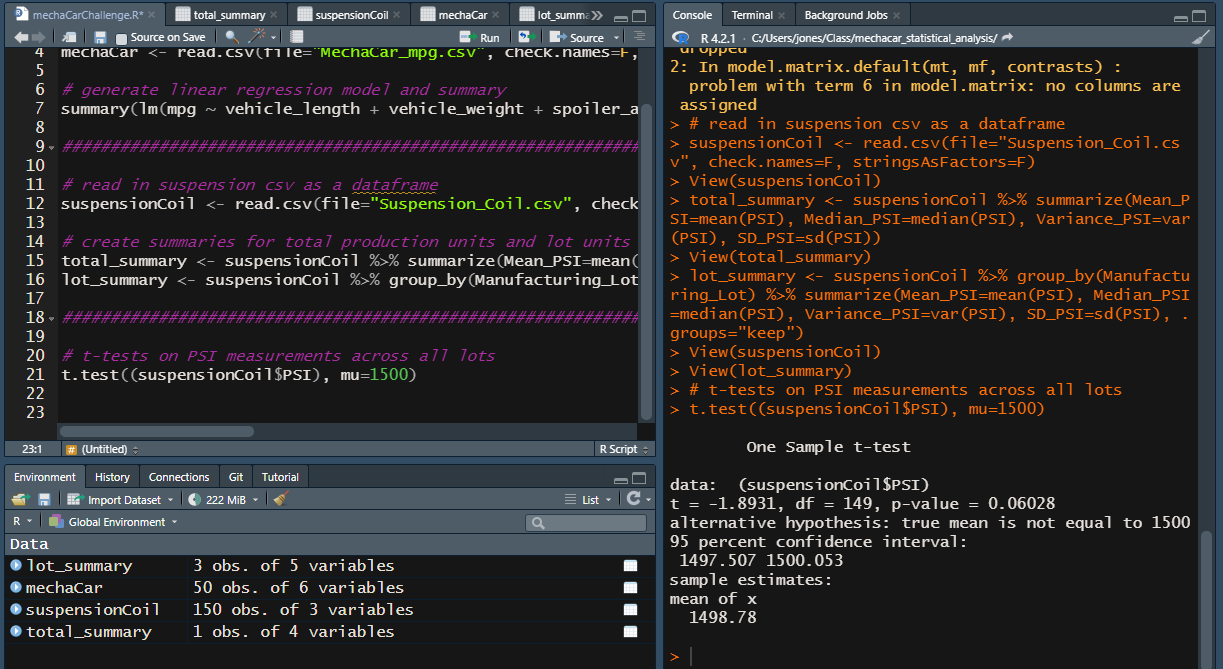 mechaCarChallenge.R*
total_summary
suspensionCoil
mechaCar
lot_summa
Source on Save
Run
Source
4 mechaCar <- read.csv(file="MechaCar_mpg.csv", check.names=F,
5
6 # generate linear regression model and summary
7 summary(lm(mpg ~ vehicle_length + vehicle_weight + spoiler_a
8
9 ############################################################
10
11 # read in suspension csv as a dataframe
12 suspensionCoil <- read.csv(file="Suspension_Coil.csv", check
13
14 # create summaries for total production units and lot units
15 total_summary <- suspensionCoil %>% summarize(Mean_PSI=mean(
16 lot_summary <- suspensionCoil %>% group_by(Manufacturing_Lot
17
18 ############################################################
19
20 # t-tests on PSI measurements across all lots
21 t.test((suspensionCoil$PSI), mu=1500)
22
23
23:1 # (Untitled) R Script
Environment History Connections Git Tutorial
Import Dataset 222 MiB List
R Global Environment
Data
lot_summary 3 obs. of 5 variables
mechaCar 50 obs. of 6 variables
suspensionCoil 150 obs. of 3 variables
total_summary 1 obs. of 4 variables
Console Terminal Background Jobs
R 4.2.1 · C:/Users/jones/Class/mechacar_statistical_analysis/
dropped
2: In model.matrix.default(mt, mf, contrasts) :
problem with term 6 in model.matrix: no columns are
assigned
> # read in suspension csv as a dataframe
> suspensionCoil <- read.csv(file="Suspension_Coil.cs
v", check.names=F, stringsAsFactors=F)
> View(suspensionCoil)
> total_summary <- suspensionCoil %>% summarize(Mean_P
SI=mean(PSI), Median_PSI=median(PSI), Variance_PSI=var
(PSI), SD_PSI=sd(PSI))
> View(total_summary)
> lot_summary <- suspensionCoil %>% group_by(Manufactu
ring_Lot) %>% summarize(Mean_PSI=mean(PSI), Median_PSI
=median(PSI), Variance_PSI=var(PSI), SD_PSI=sd(PSI), .
groups="keep")
> View(suspensionCoil)
> View(lot_summary)
> # t-tests on PSI measurements across all lots
> t.test((suspensionCoil$PSI), mu=1500)
One Sample t-test
data: (suspensionCoil$PSI)
t = -1.8931, df = 149, p-value = 0.06028
alternative hypothesis: true mean is not equal to 1500
95 percent confidence interval:
1497.507 1500.053
sample estimates:
mean of x
1498.78
>